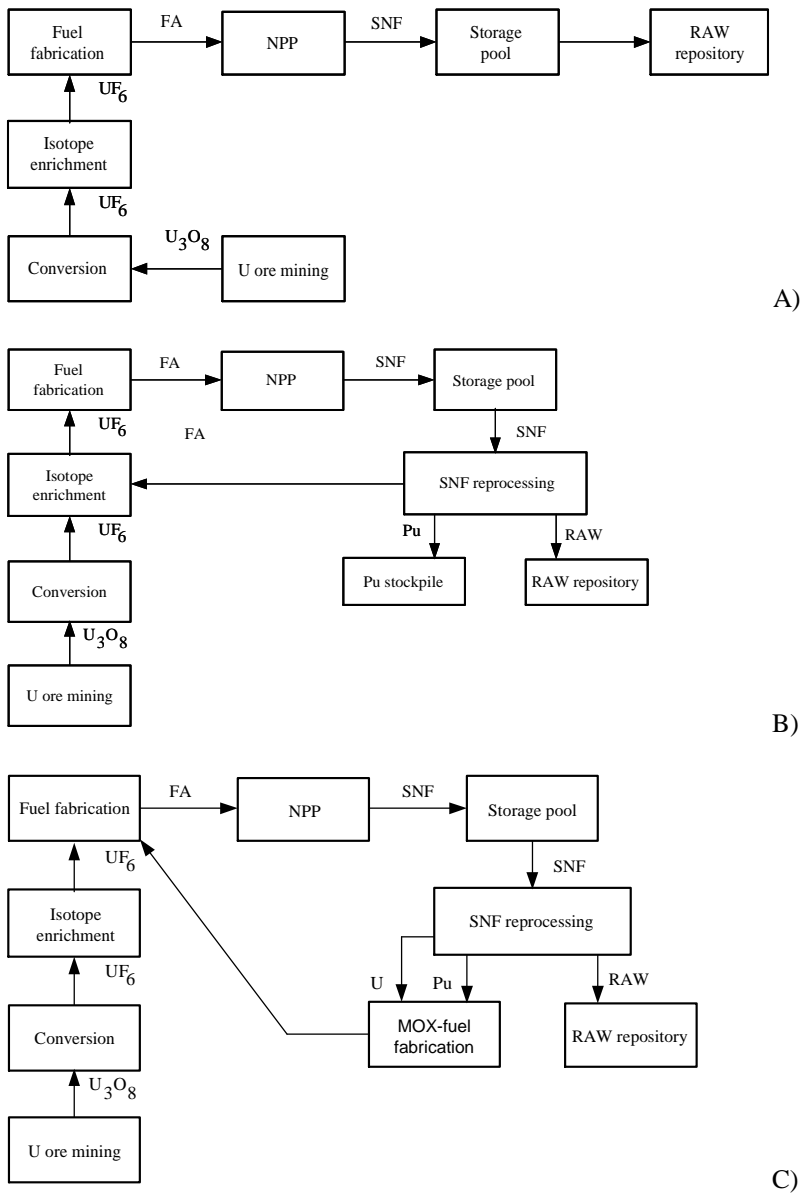 FA
SNF
Fuel
fabrication
NPP
Storage
pool
RAW
repository
UF6
Isotope
enrichment
UF6
U3O8
Conversion
U ore mining
A)
Fuel
fabrication
FA
NPP
SNF
Storage pool
UF6
FA
SNF
Isotope
enrichment
SNF reprocessing
UF6
Pu
RAW
Conversion
Pu stockpile
RAW repository
U3O8
U ore mining
B)
Fuel fabrication
FA
NPP
SNF
Storage pool
UF6
SNF
Isotope
enrichment
SNF reprocessing
UF6
U
Pu
RAW
Conversion
MOX-fuel
fabrication
RAW repository
U3O8
U ore mining
C)